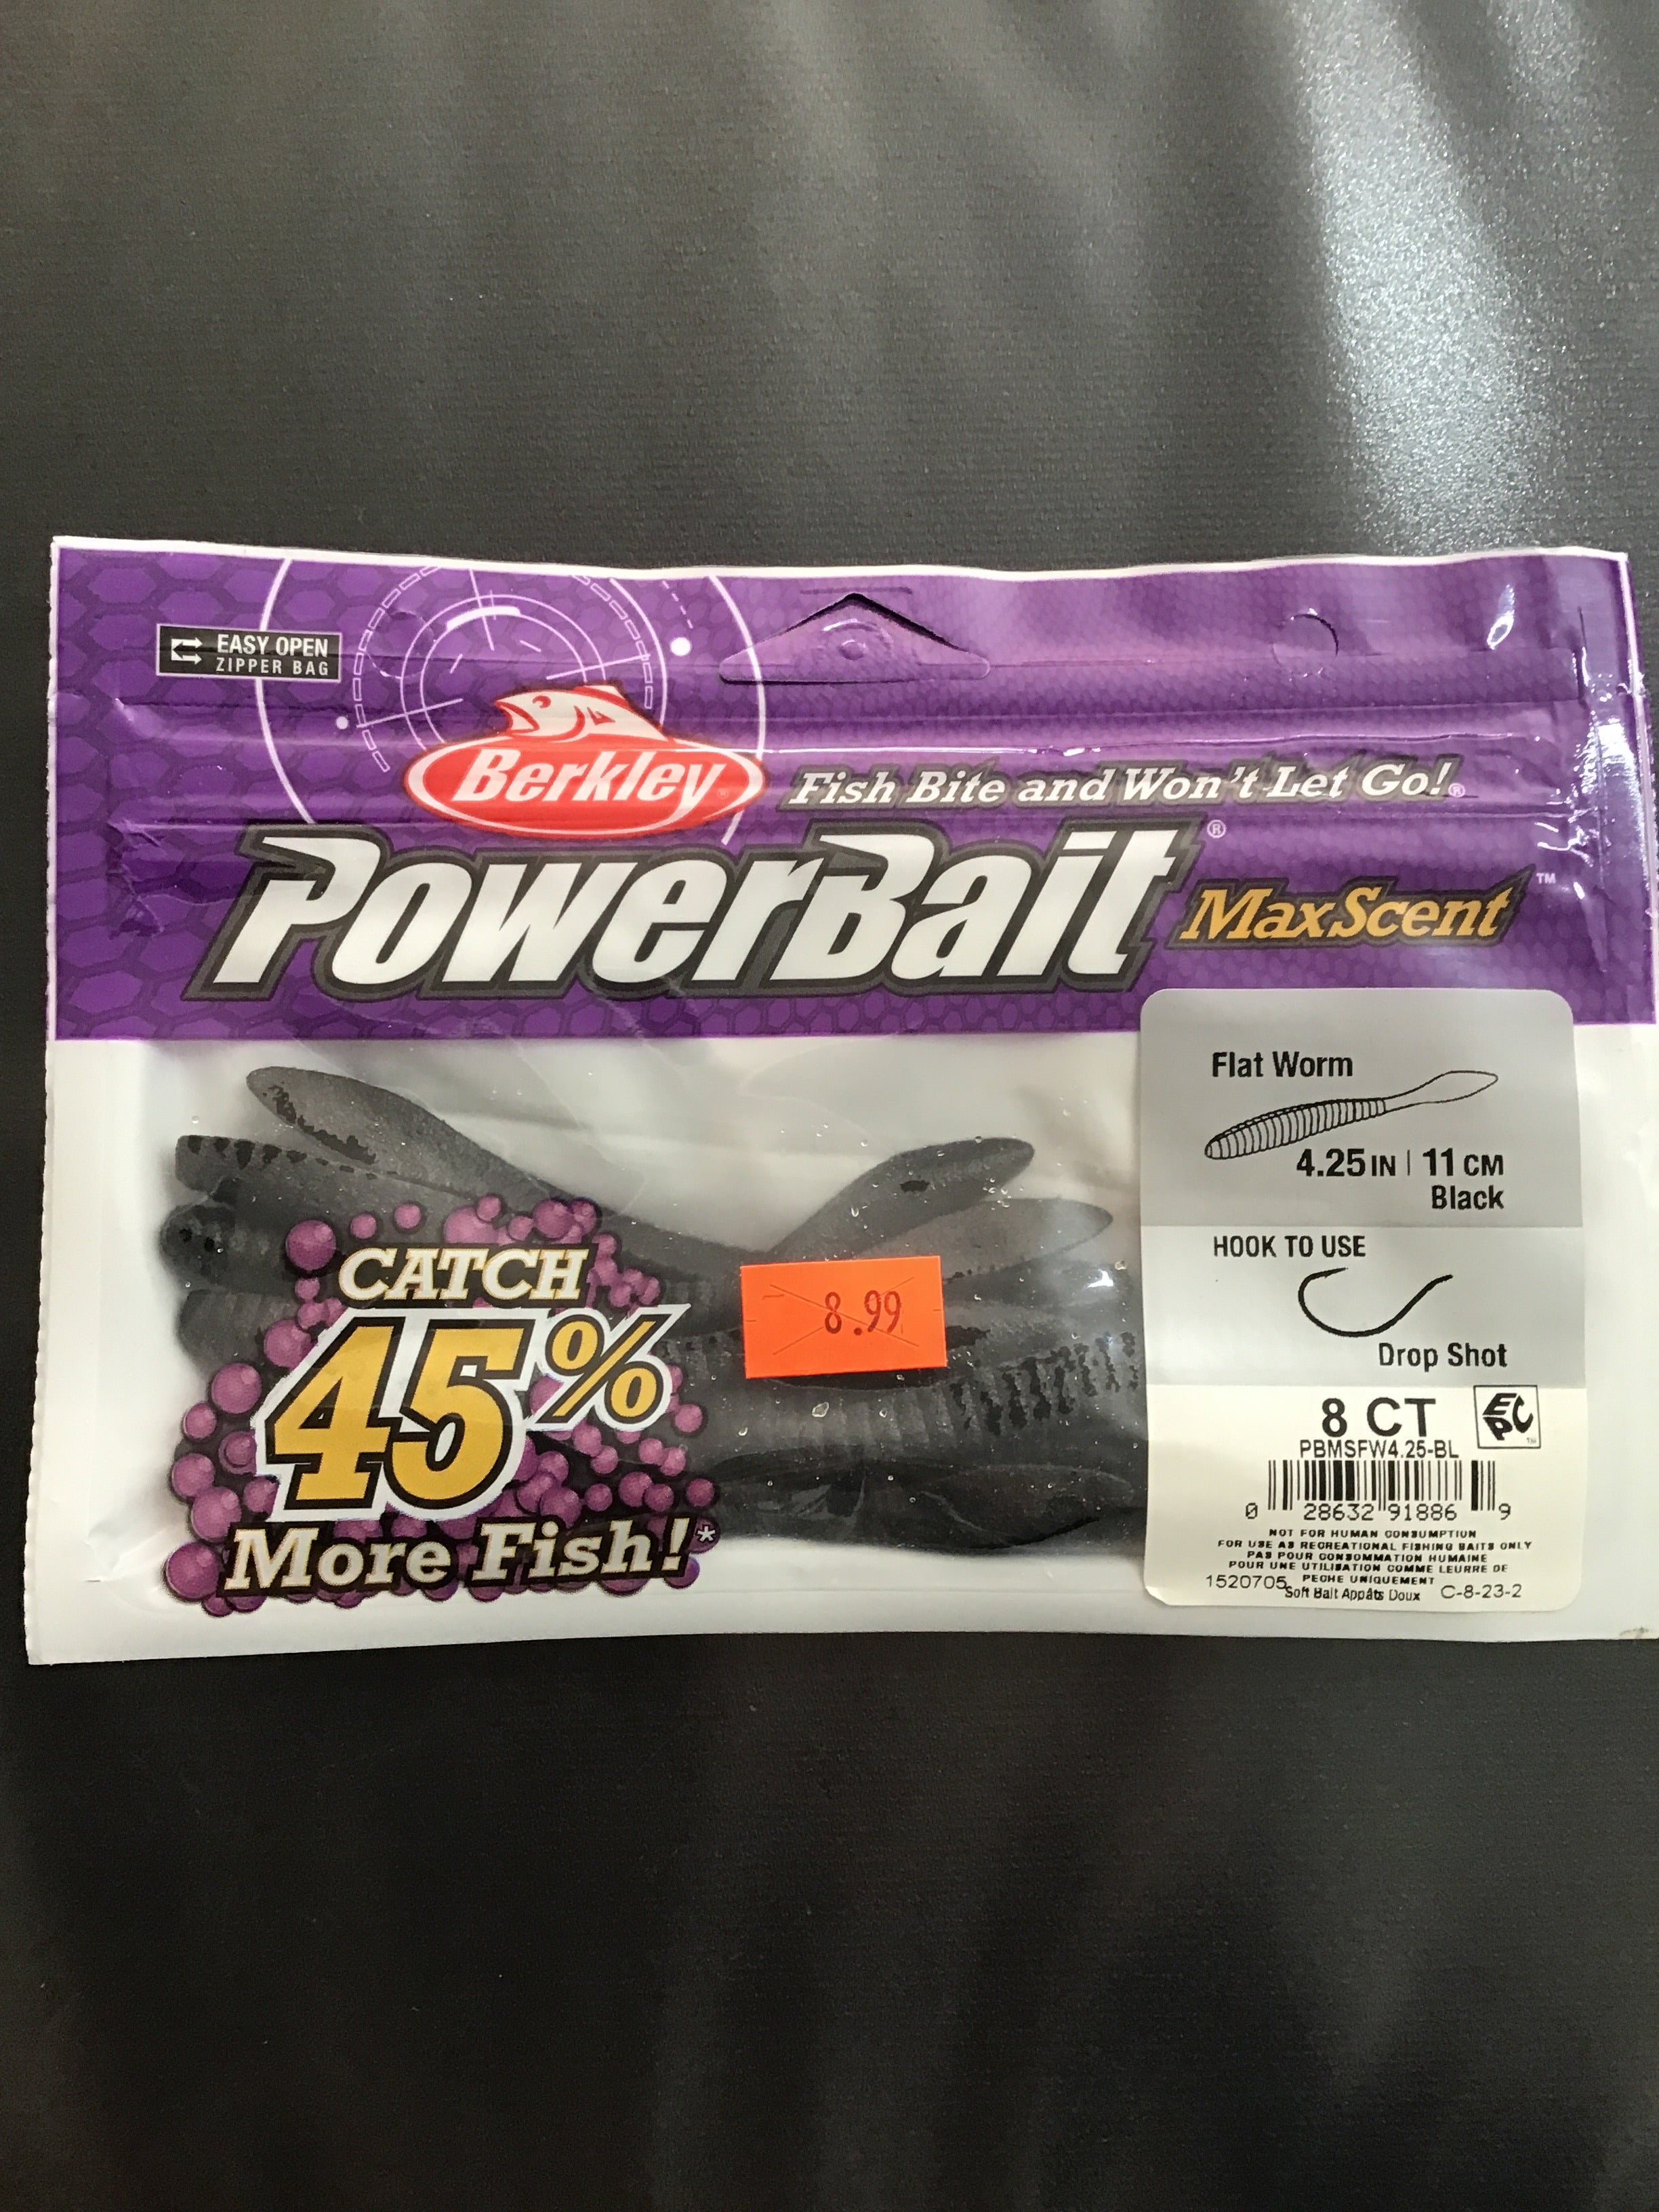 EASY OPEN
ZIPPER BAG
Berkley®
Fish Bite and Won't Let Go!®
PowerBait®
MaxScent™
Flat Worm
4.25 IN | 11 CM
Black
HOOK TO USE
Drop Shot
8 CT
EPC™
PBMSFW4.25-BL
0 28632 91886 9
NOT FOR HUMAN CONSUMPTION
FOR USE AS RECREATIONAL FISHING BAITS ONLY
PAS POUR CONSOMMATION HUMAINE
POUR UNE UTILISATION COMME LEURRE DE
PECHE UNIQUEMENT
1520705 Soft Bait Appâts Doux C-8-23-2
8.99
CATCH
45%
More Fish!*